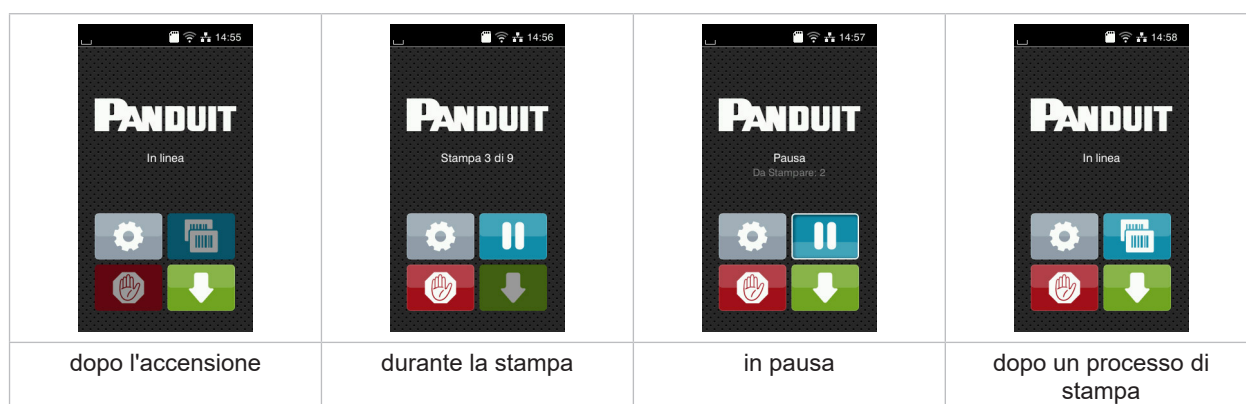 14:55
PANDUIT
In linea
dopo l'accensione
14:56
PANDUIT
Stampa 3 di 9
durante la stampa
14:57
PANDUIT
Pausa
Da Stampare: 2
in pausa
14:58
PANDUIT
In linea
dopo un processo di
stampa